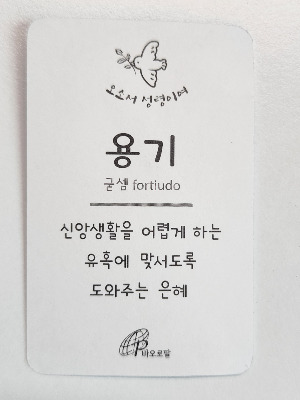 오소서 성령이여
용기
굳셈 fortiudo
신앙생활을 어렵게 하는
유혹에 맞서도록
도와주는 은혜
바오로딸